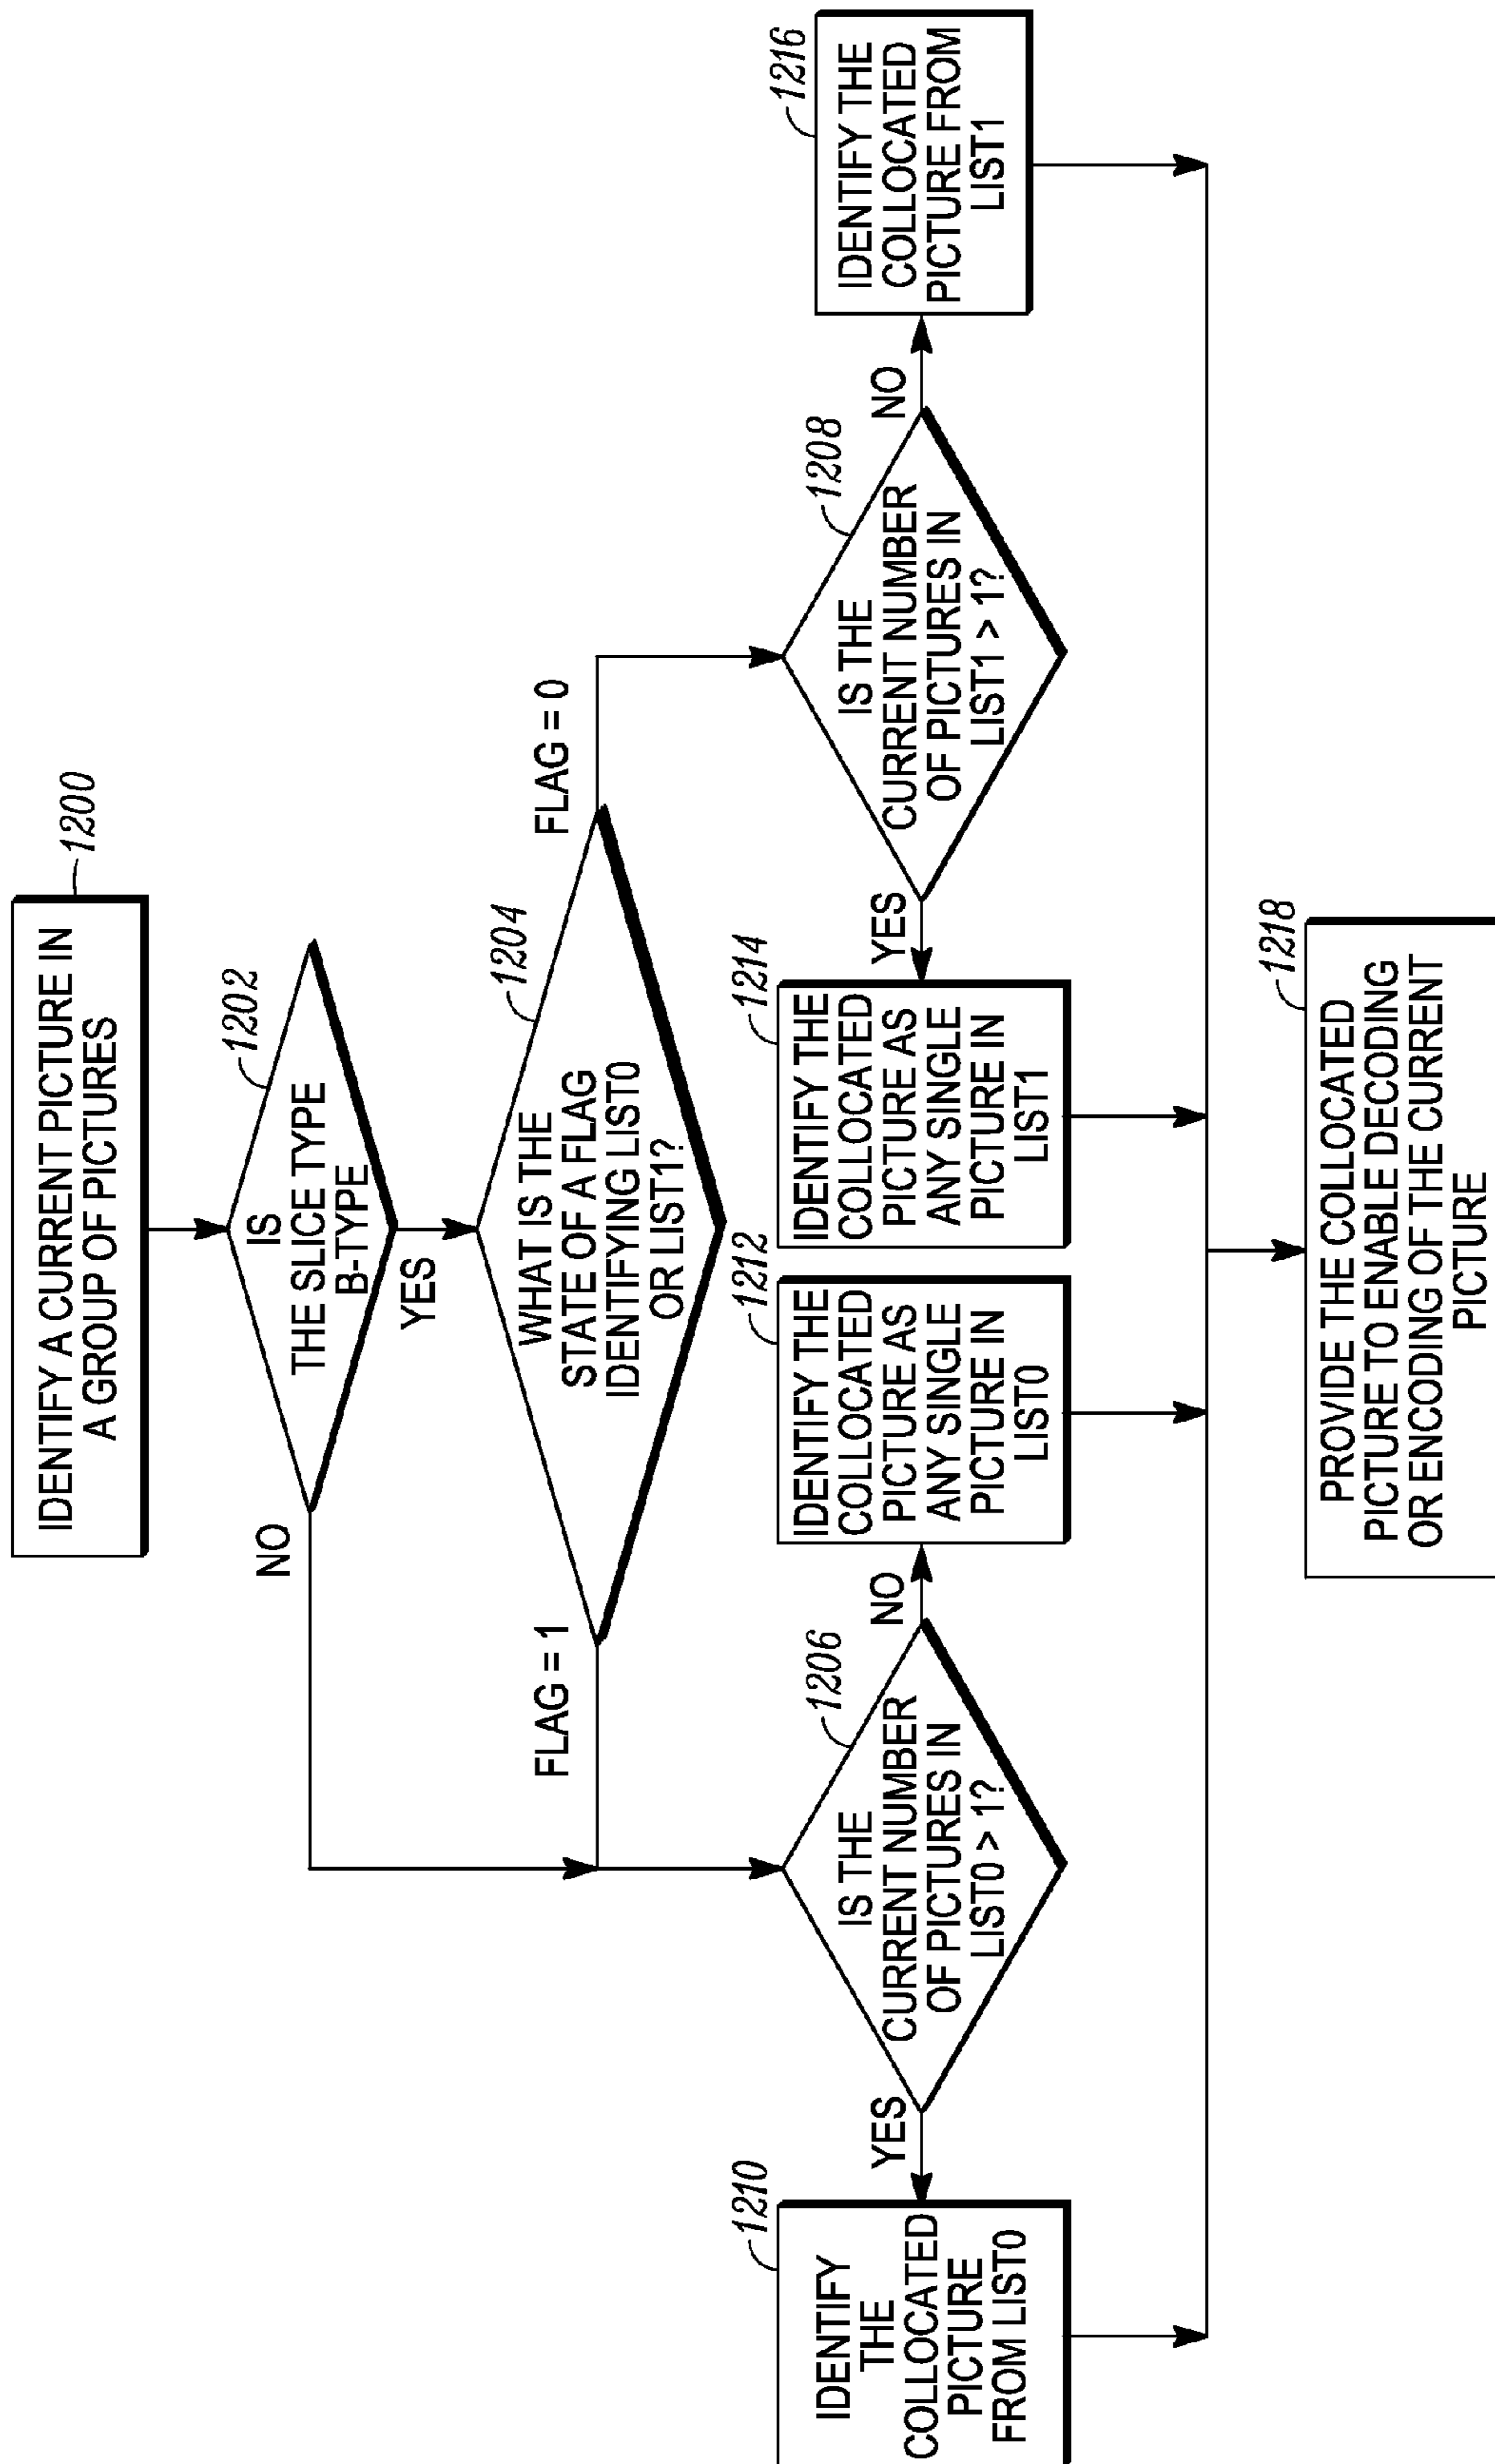 IDENTIFY A CURRENT PICTURE IN
A GROUP OF PICTURES
1200
IS
THE SLICE TYPE
B-TYPE
1202
NO
YES
WHAT IS THE
STATE OF A FLAG
IDENTIFYING LIST0
OR LIST1?
1204
FLAG = 1
FLAG = 0
IS THE
CURRENT NUMBER
OF PICTURES IN
LIST0 > 1?
1206
YES
NO
IS THE
CURRENT NUMBER
OF PICTURES IN
LIST1 > 1?
1208
YES
NO
IDENTIFY
THE
COLLOCATED
PICTURE
FROM LIST0
1210
IDENTIFY THE
COLLOCATED
PICTURE AS
ANY SINGLE
PICTURE IN
LIST0
1212
IDENTIFY THE
COLLOCATED
PICTURE AS
ANY SINGLE
PICTURE IN
LIST1
1214
IDENTIFY THE
COLLOCATED
PICTURE FROM
LIST1
1216
PROVIDE THE COLLOCATED
PICTURE TO ENABLE DECODING
OR ENCODING OF THE CURRENT
PICTURE
1218